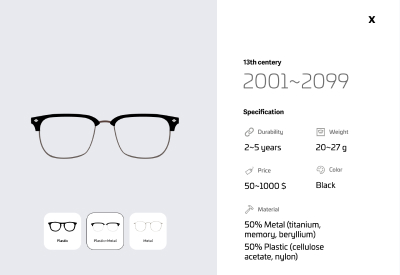 x
13th centery
2001~2099
Specification
Durability
Weight
2~5 years
20~27 g
Price
Color
50~1000 $
Black
Material
50% Metal (titanium,
memory, beryllium)
50% Plastic (cellulose
acetate, nylon)
Plastic
Plastic+Metal
Metal